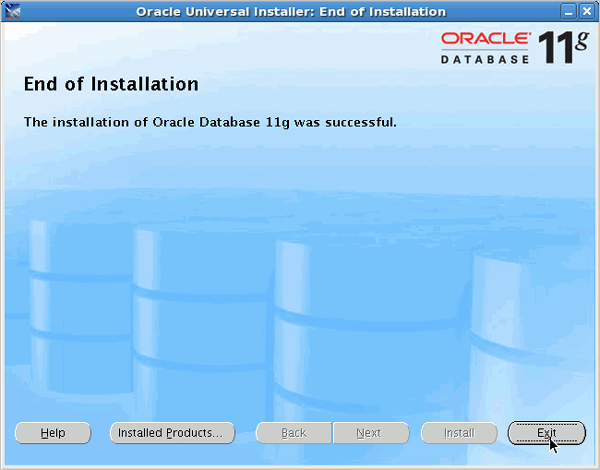 Oracle Universal Installer: End of Installation
ORACLE
DATABASE 11g
End of Installation
The installation of Oracle Database 11g was successful.
Help Installed Products... Back Next Install Exit